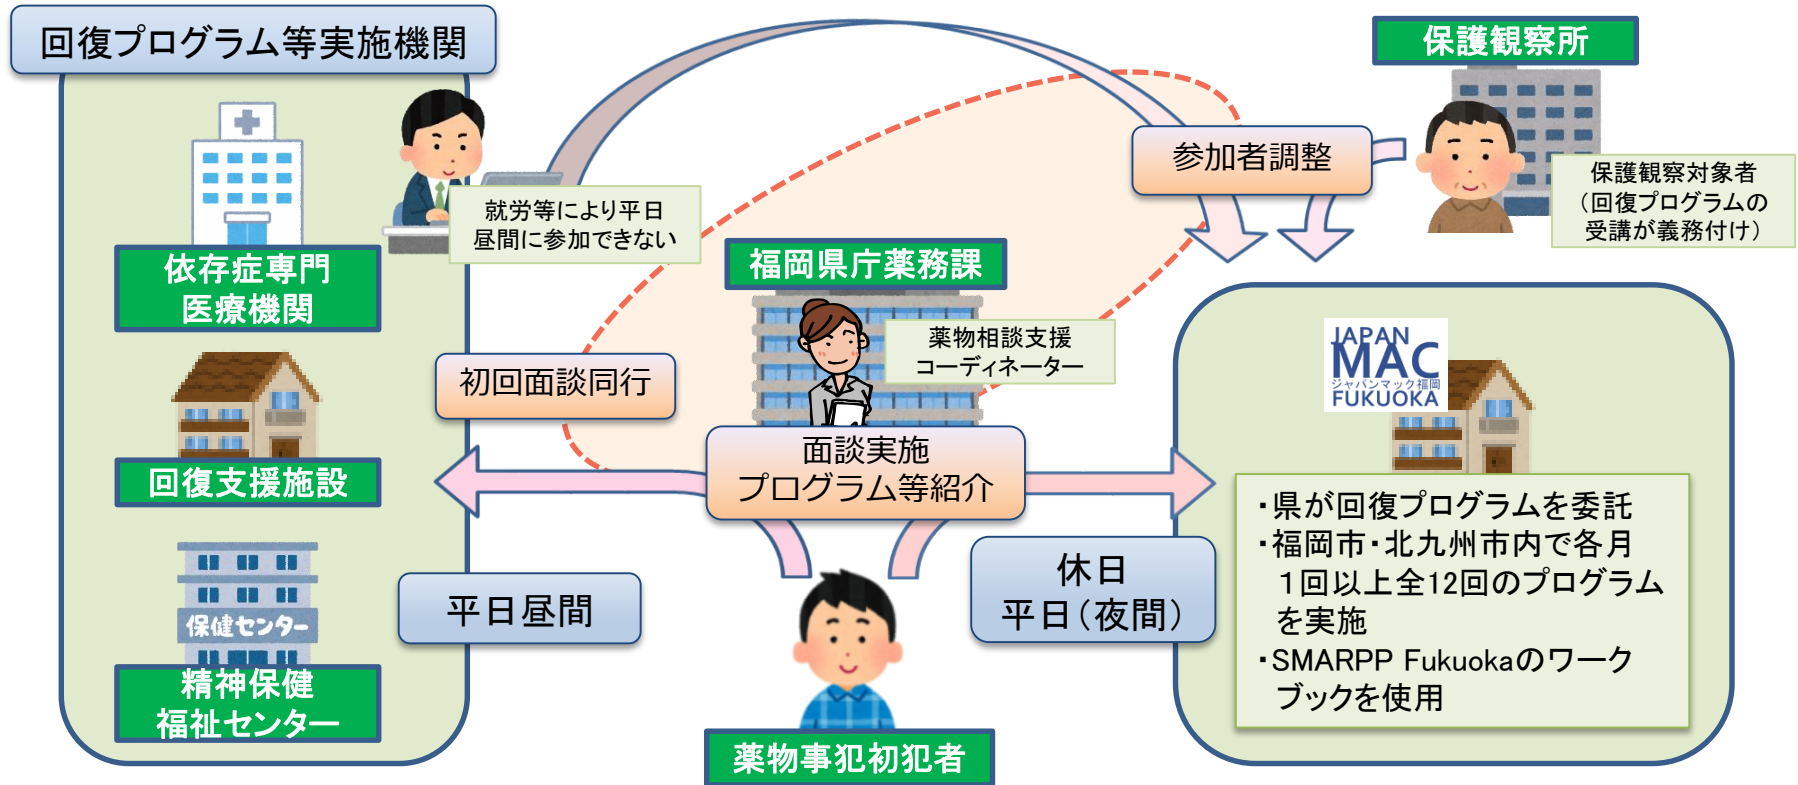 回復プログラム等実施機関
依存症専門
医療機関
就労等により平日
昼間に参加できない
回復支援施設
保健センター
精神保健
福祉センター
平日昼間
初回面談同行
福岡県庁薬務課
薬物相談支援
コーディネーター
面談実施
プログラム等紹介
薬物事犯初犯者
参加者調整
保護観察所
保護観察対象者
（回復プログラムの
受講が義務付け）
休日
平日（夜間）
JAPAN
MAC
ジャパンマック福岡
FUKUOKA
・県が回復プログラムを委託
・福岡市・北九州市内で各月
１回以上全12回のプログラム
を実施
・SMARPP Fukuokaのワーク
ブックを使用